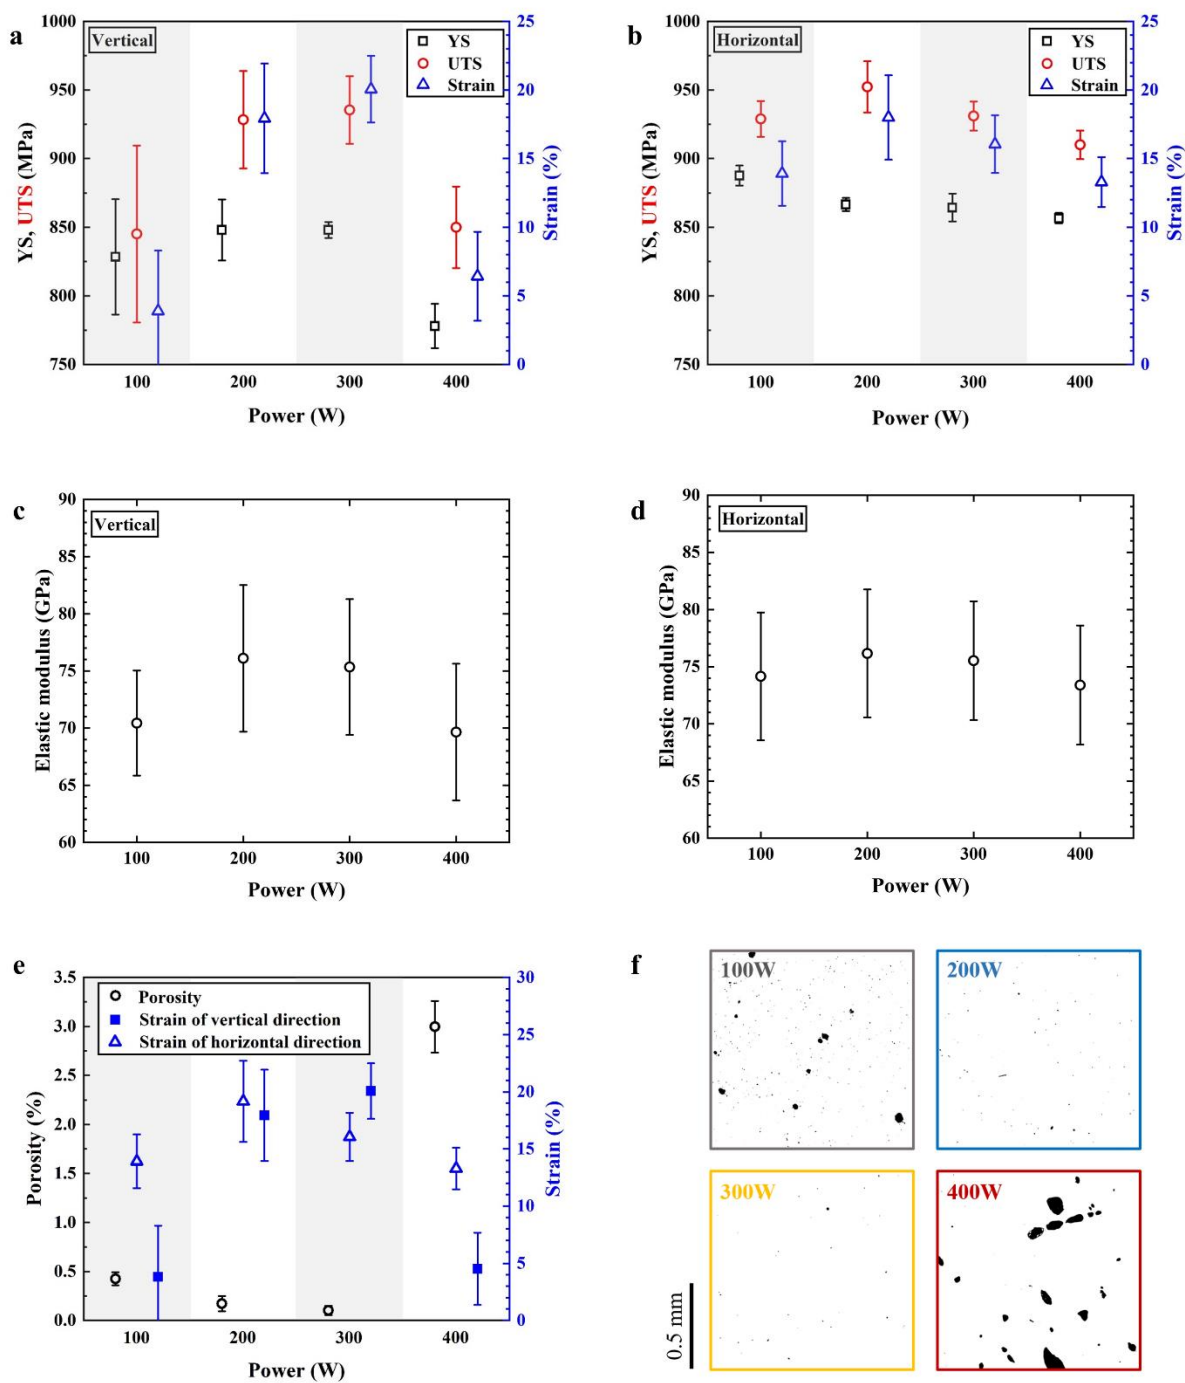 a
Vertical
YS
UTS
Strain
1000
950
900
850
800
750
25
20
15
10
5
0
YS, UTS (MPa)
Strain (%)
100 200 300 400
Power (W)
b
Horizontal
YS
UTS
Strain
1000
950
900
850
800
750
25
20
15
10
5
0
YS, UTS (MPa)
Strain (%)
100 200 300 400
Power (W)
c
Vertical
90
85
80
75
70
65
60
Elastic modulus (GPa)
100 200 300 400
Power (W)
d
Horizontal
90
85
80
75
70
65
60
Elastic modulus (GPa)
100 200 300 400
Power (W)
e
Porosity
Strain of vertical direction
Strain of horizontal direction
3.5
3.0
2.5
2.0
1.5
1.0
0.5
0.0
30
25
20
15
10
5
0
Porosity (%)
Strain (%)
100 200 300 400
Power (W)
f
100W
200W
300W
400W
0.5 mm